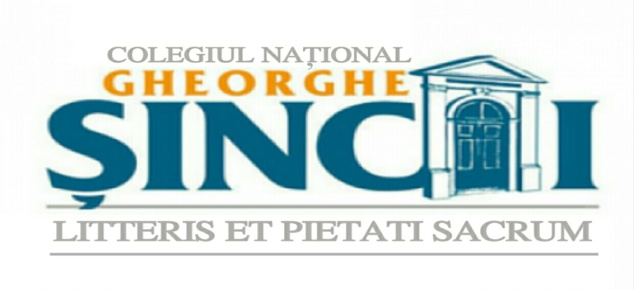 COLEGIUL NAȚIONAL
GHEORGHE
ȘINCAI
LITTERIS ET PIETATI SACRUM